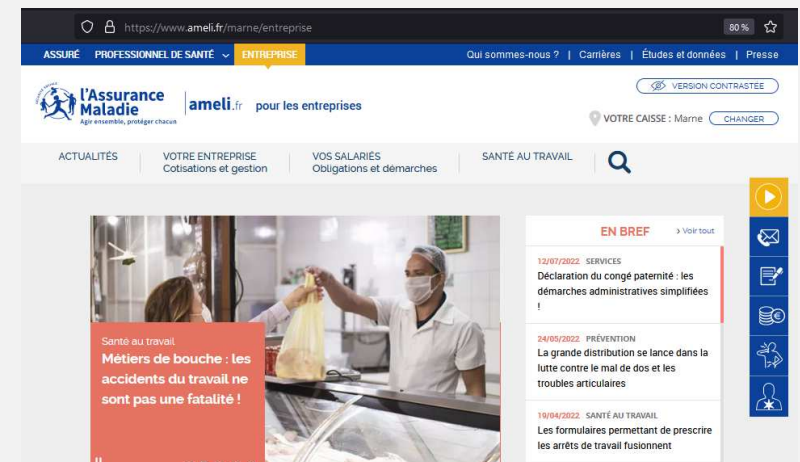 https://www.ameli.fr/marne/entreprise
80 %
ASSURÉ PROFESSIONNEL DE SANTÉ ENTREPRISE
Qui sommes-nous ? | Carrières | Études et données | Presse
l'Assurance
Maladie
Agir ensemble, protéger chacun
ameli.fr pour les entreprises
VERSION CONTRASTÉE
VOTRE CAISSE : Marne CHANGER
ACTUALITÉS
VOTRE ENTREPRISE
Cotisations et gestion
VOS SALARIÉS
Obligations et démarches
SANTÉ AU TRAVAIL
Santé au travail
Métiers de bouche : les
accidents du travail ne
sont pas une fatalité !
EN BREF
> Voir tout
12/07/2022 SERVICES
Déclaration du congé paternité : les
démarches administratives simplifiées
!
24/05/2022 PRÉVENTION
La grande distribution se lance dans la
lutte contre le mal de dos et les
troubles articulaires
19/04/2022 SANTÉ AU TRAVAIL
Les formulaires permettant de prescrire
les arrêts de travail fusionnent